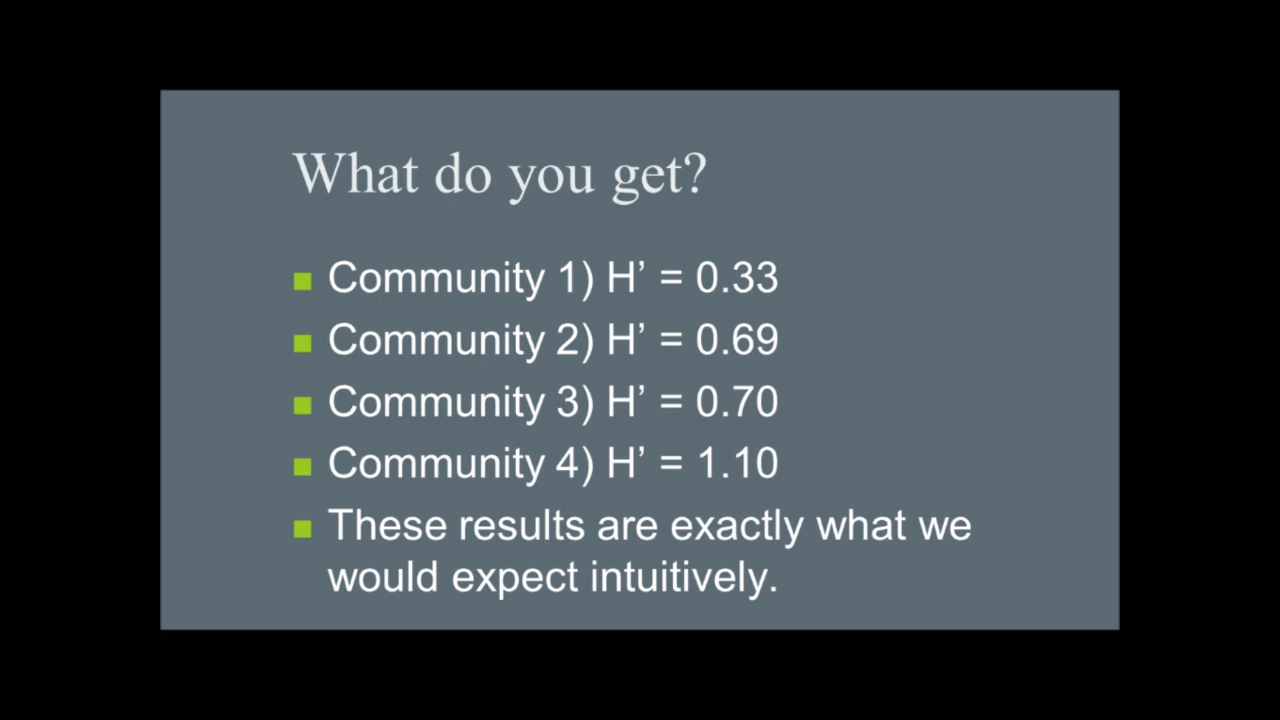 What do you get?
Community 1) H’ = 0.33
Community 2) H’ = 0.69
Community 3) H’ = 0.70
Community 4) H’ = 1.10
These results are exactly what we
would expect intuitively.